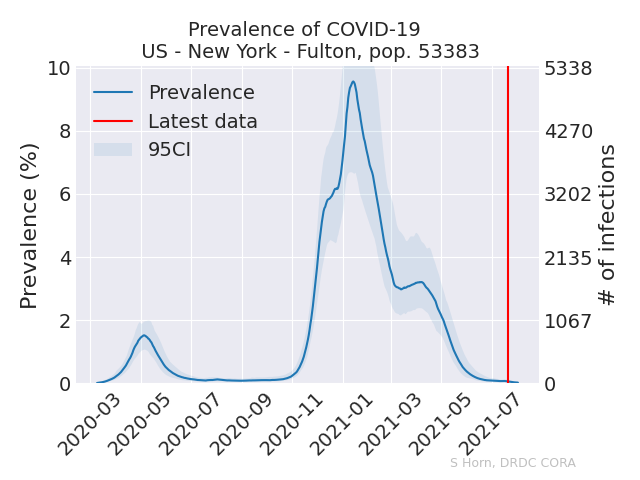 Prevalence of COVID-19
US - New York - Fulton, pop. 53383
Prevalence (%)
10
8
6
4
2
0
Prevalence
Latest data
95CI
5338
4270
3202
2135
1067
0
# of infections
2020-03
2020-05
2020-07
2020-09
2020-11
2021-01
2021-03
2021-05
2021-07
S Horn, DRDC CORA